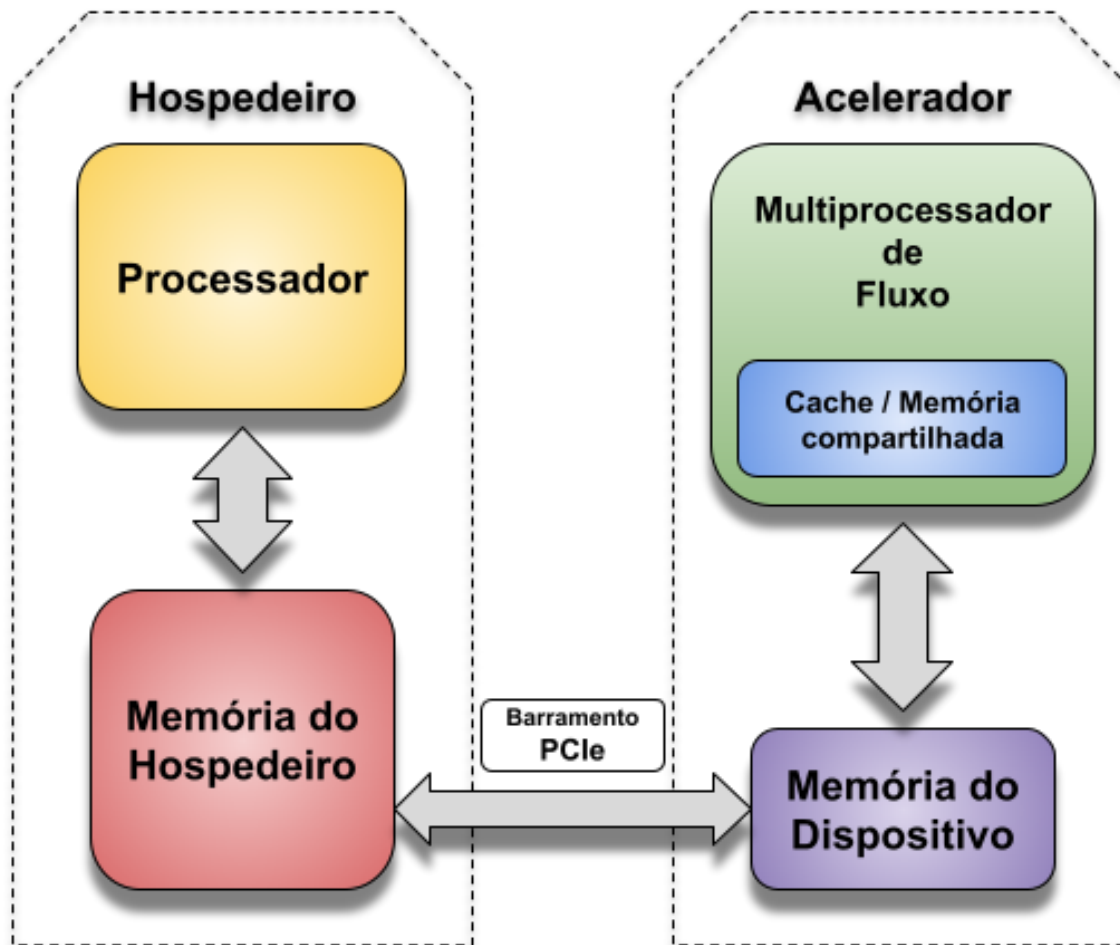 Hospedeiro
Processador
Memória do
Hospedeiro
Barramento
PCIe
Acelerador
Multiprocessador
de
Fluxo
Cache / Memória
compartilhada
Memória do
Dispositivo